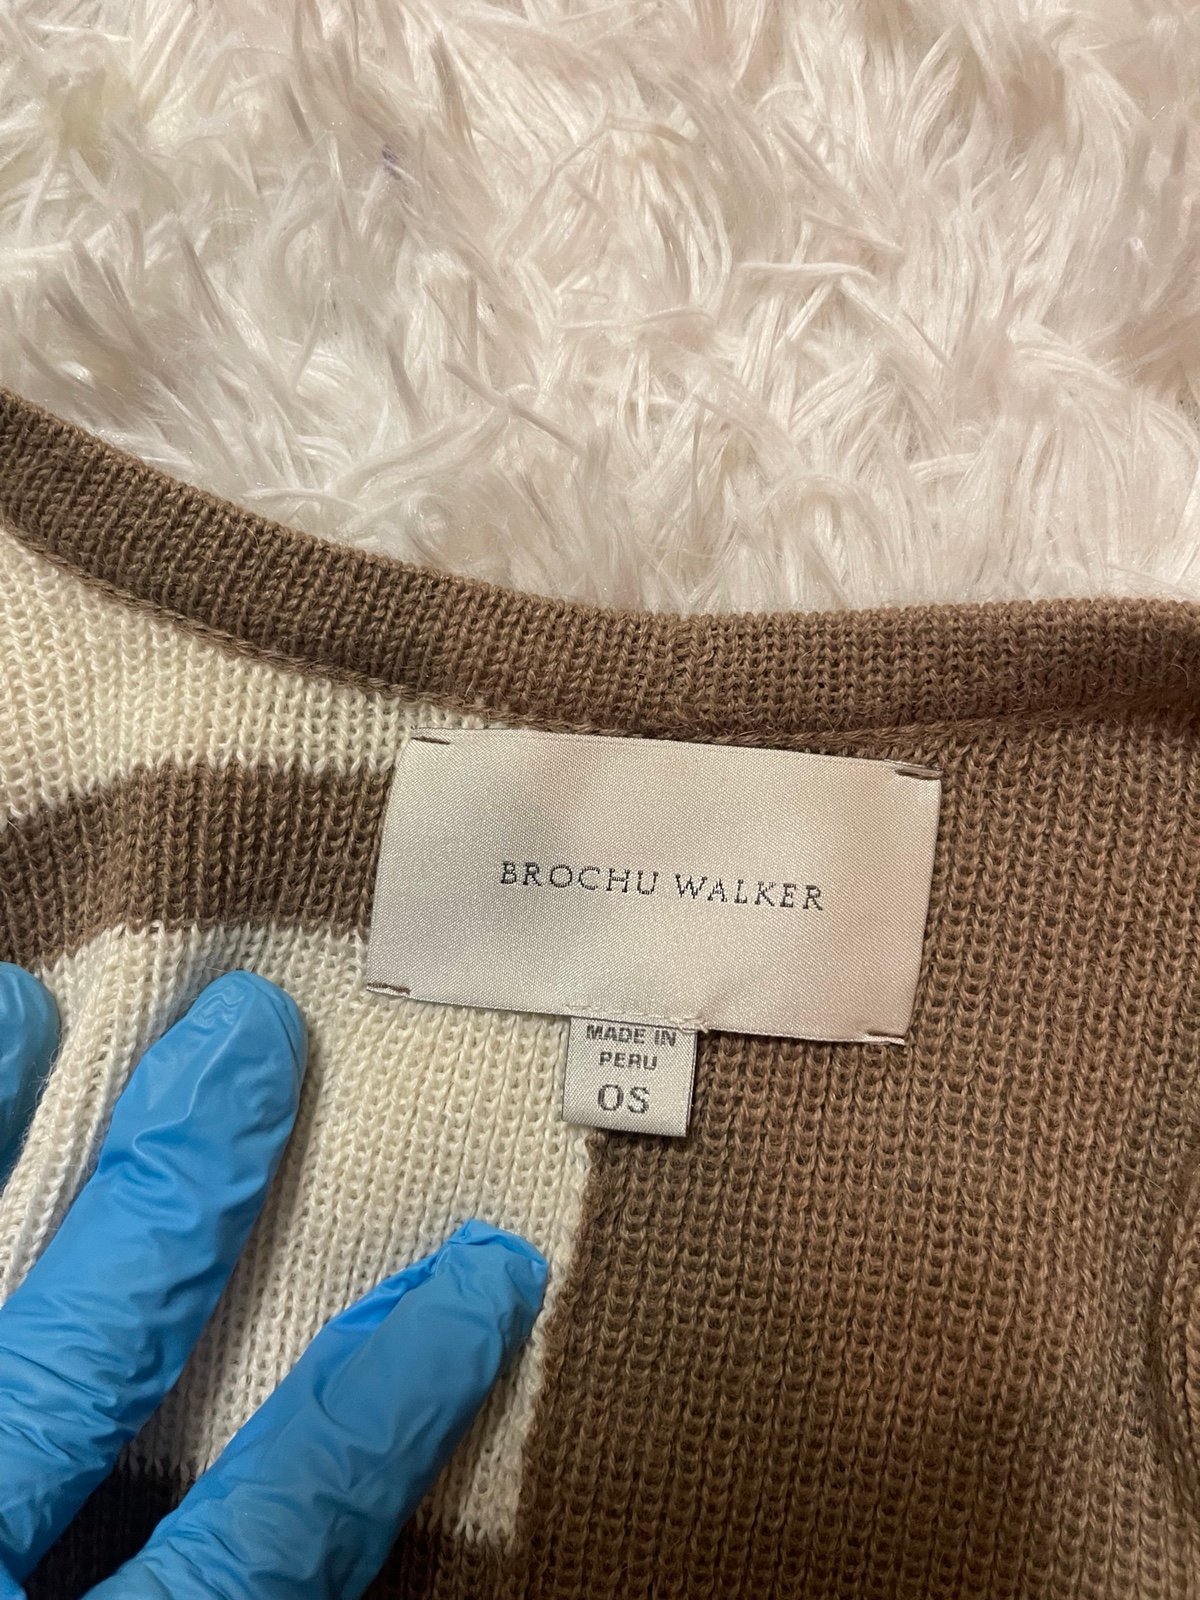 BROCHU WALKER
MADE IN
PERU
OS